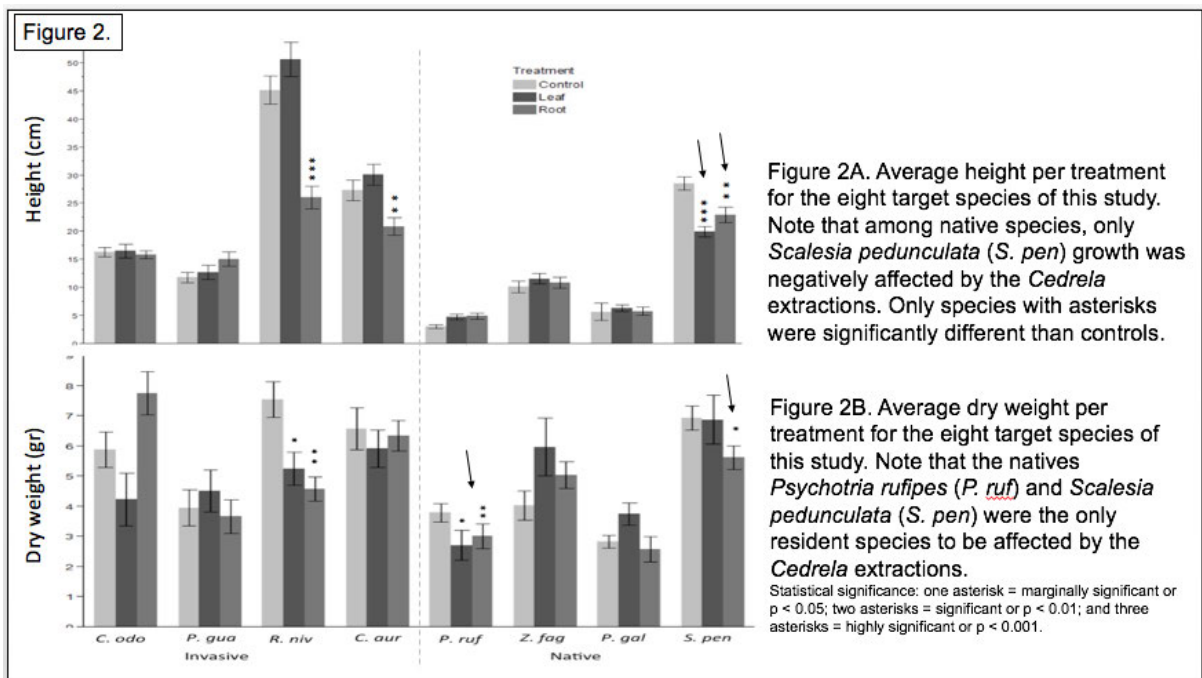 Figure 2.
Height (cm)
50
45
40
35
30
25
20
15
10
5
0
Treatment
Control
Leaf
Root
***
**
***
**
Figure 2A. Average height per treatment
for the eight target species of this study.
Note that among native species, only
Scalesia pedunculata (S. pen) growth was
negatively affected by the Cedrela
extractions. Only species with asterisks
were significantly different than controls.
Dry weight (gr)
9
8
7
6
5
4
3
2
1
0
*
**
*
**
*
C. odo P. gua R. niv C. aur P. ruf Z. fag P. gal S. pen
Invasive Native
Figure 2B. Average dry weight per
treatment for the eight target species of
this study. Note that the natives
Psychotria rufipes (P. ruf) and Scalesia
pedunculata (S. pen) were the only
resident species to be affected by the
Cedrela extractions.
Statistical significance: one asterisk = marginally significant or
p < 0.05; two asterisks = significant or p < 0.01; and three
asterisks = highly significant or p < 0.001.